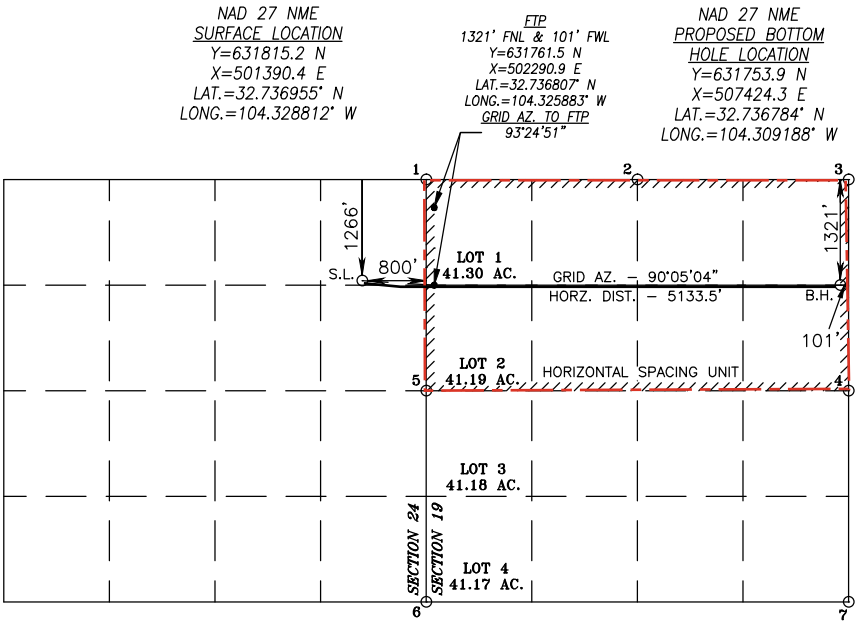 NAD 27 NME
SURFACE LOCATION
Y=631815.2 N
X=501390.4 E
LAT.=32.736955° N
LONG.=104.328812° W
FTP
1321' FNL & 101' FWL
Y=631761.5 N
X=502290.9 E
LAT.=32.736807° N
LONG.=104.325883° W
GRID AZ. TO FTP
93°24'51"
NAD 27 NME
PROPOSED BOTTOM
HOLE LOCATION
Y=631753.9 N
X=507424.3 E
LAT.=32.736784° N
LONG.=104.309188° W
1
2
3
1266'
1321'
S.L.
800'
LOT 1
41.30 AC.
GRID AZ. – 90°05'04"
HORZ. DIST. – 5133.5'
B.H.
101'
LOT 2
41.19 AC.
HORIZONTAL SPACING UNIT
5
4
LOT 3
41.18 AC.
SECTION 24
SECTION 19
LOT 4
41.17 AC.
6
7